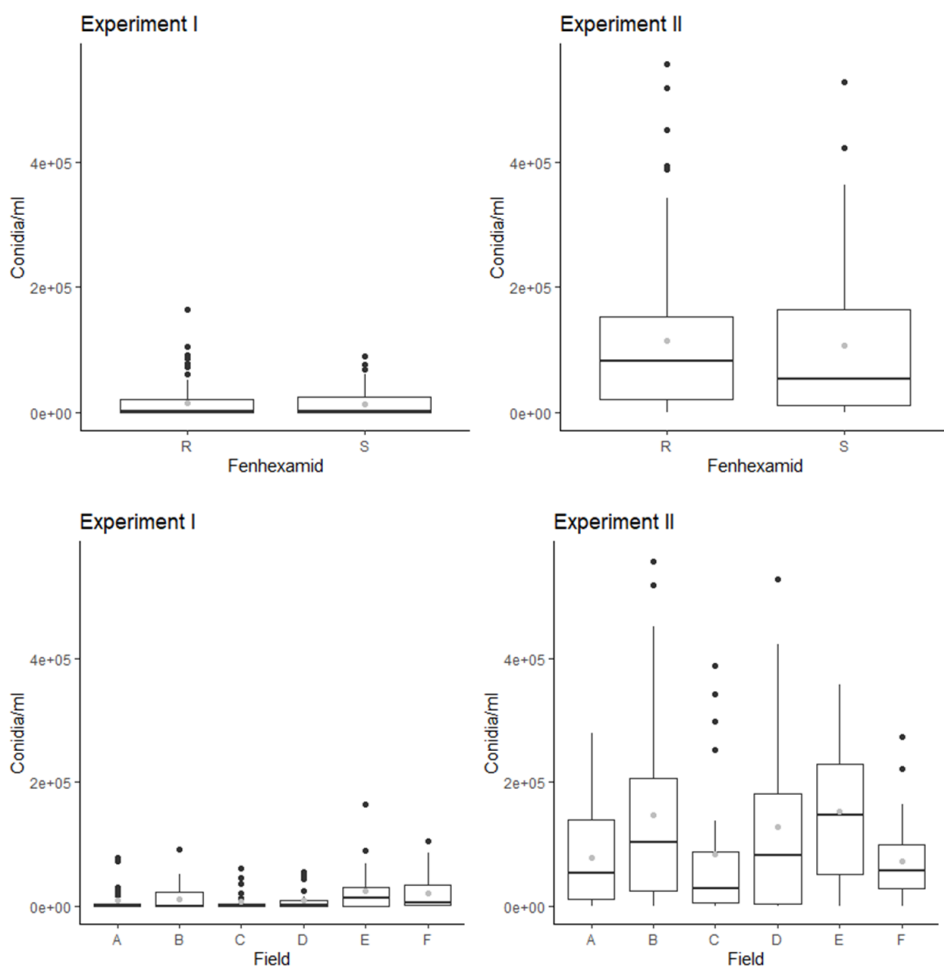 Experiment I
Conidia/ml
4e+05
2e+05
0e+00
R S
Fenhexamid
Experiment II
Conidia/ml
4e+05
2e+05
0e+00
R S
Fenhexamid
Experiment I
Conidia/ml
4e+05
2e+05
0e+00
A B C D E F
Field
Experiment II
Conidia/ml
4e+05
2e+05
0e+00
A B C D E F
Field